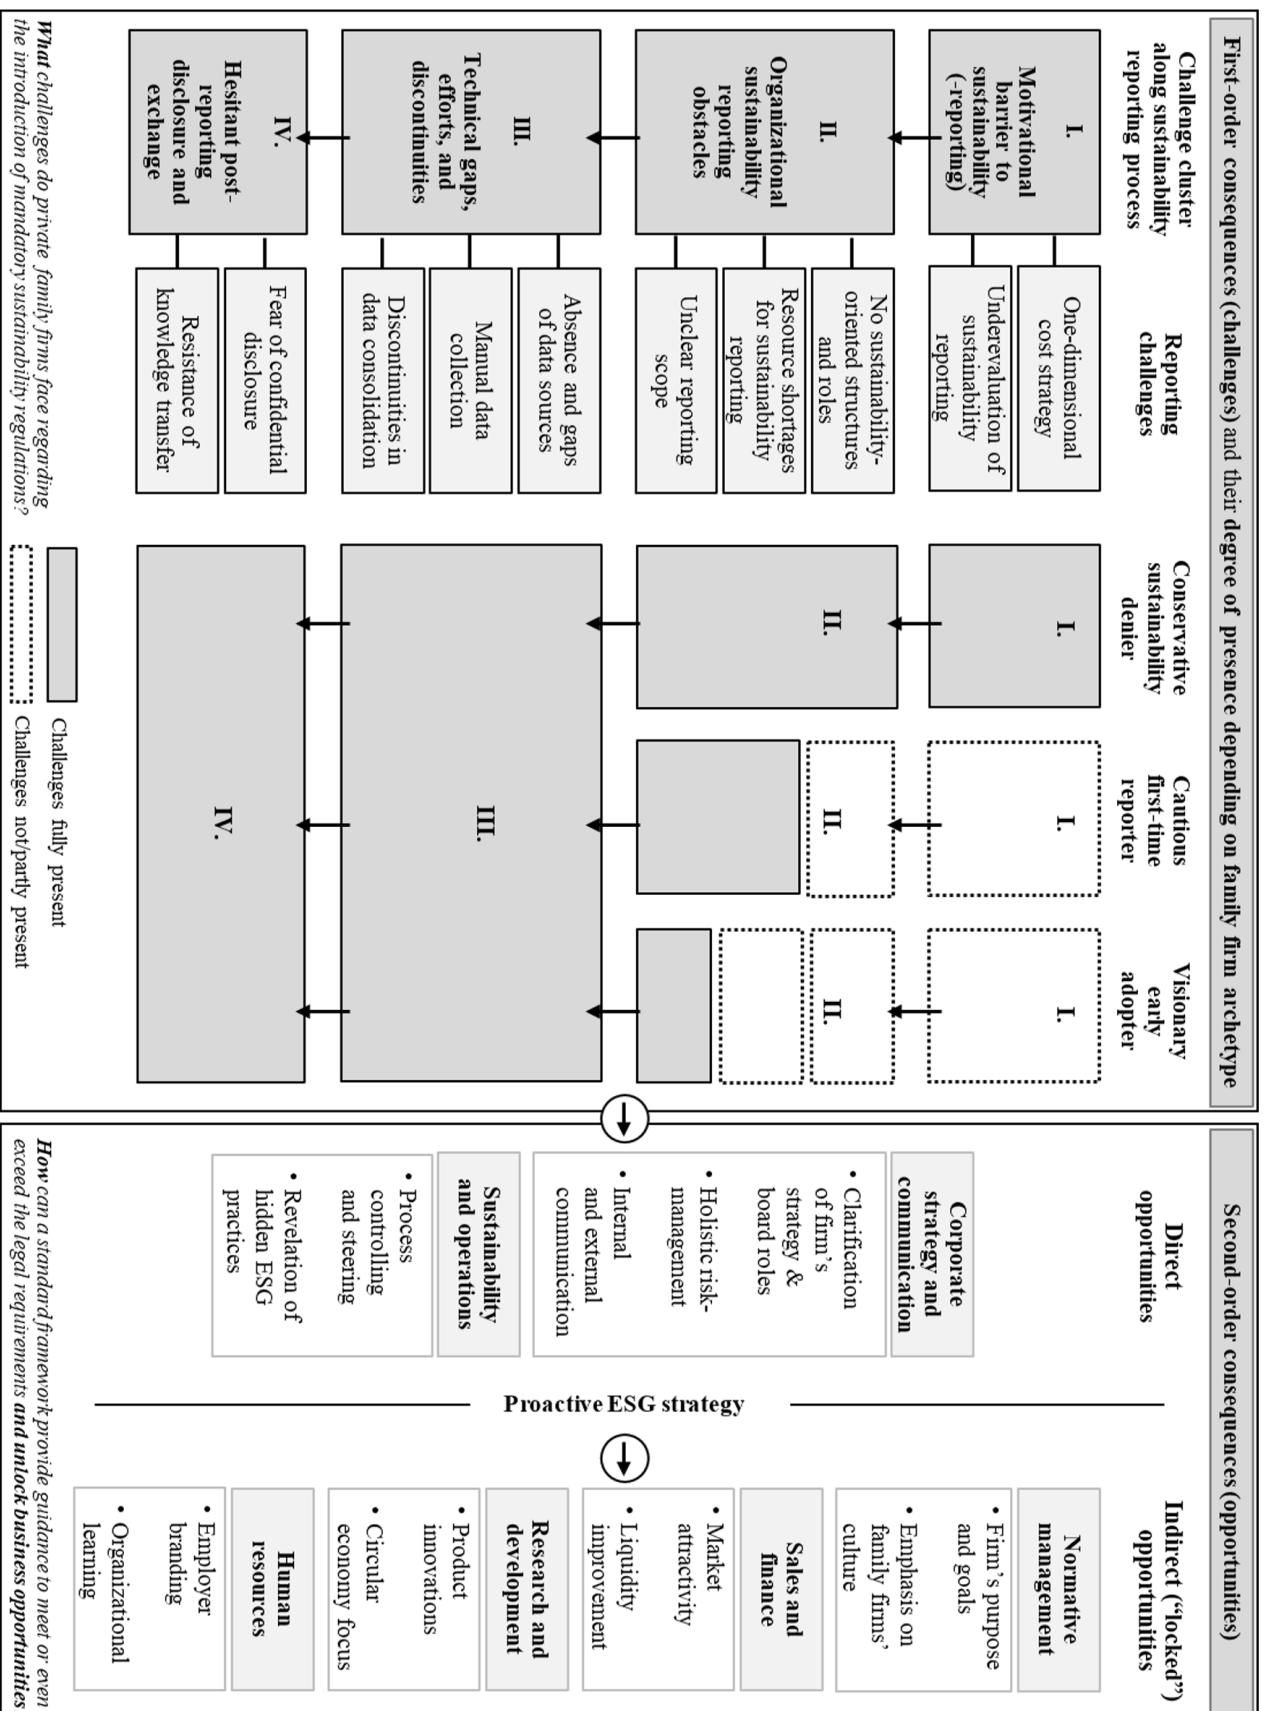 First-order consequences (challenges) and their degree of presence depending on family firm archetype
Challenge cluster
along sustainability
reporting process
Reporting
challenges
Conservative
sustainability
denier
Cautious
first-time
reporter
Visionary
early
adopter
I.
Motivational
barrier to
sustainability
(-reporting)
One-dimensional
cost strategy
Underevaluation of
sustainability
reporting
I.
I.
I.
II.
Organizational
sustainability
reporting
obstacles
No sustainability-
oriented structures
and roles
Resource shortages
for sustainability
reporting
Unclear reporting
scope
II.
II.
II.
III.
Technical gaps,
efforts, and
discontinuities
Absence and gaps
of data sources
Manual data
collection
Discontinuities in
data consolidation
III.
IV.
Hesitant post-
reporting
disclosure and
exchange
Fear of confidential
disclosure
Resistance of
knowledge transfer
IV.
What challenges do private family firms face regarding
the introduction of mandatory sustainability regulations?
Challenges fully present
Challenges not/partly present
Second-order consequences (opportunities)
Direct
opportunities
Indirect (“locked”)
opportunities
Corporate
strategy and
communication
• Clarification
of firm’s
strategy &
board roles
• Holistic risk-
management
• Internal
and external
communication
Sustainability
and operations
• Process
controlling
and steering
• Revelation of
hidden ESG
practices
Proactive ESG strategy
Normative
management
• Firm’s purpose
and goals
• Emphasis on
family firms’
culture
Sales and
finance
• Market
attractivity
• Liquidity
improvement
Research and
development
• Product
innovations
• Circular
economy focus
Human
resources
• Employer
branding
• Organizational
learning
How can a standard framework provide guidance to meet or even
exceed the legal requirements and unlock business opportunities